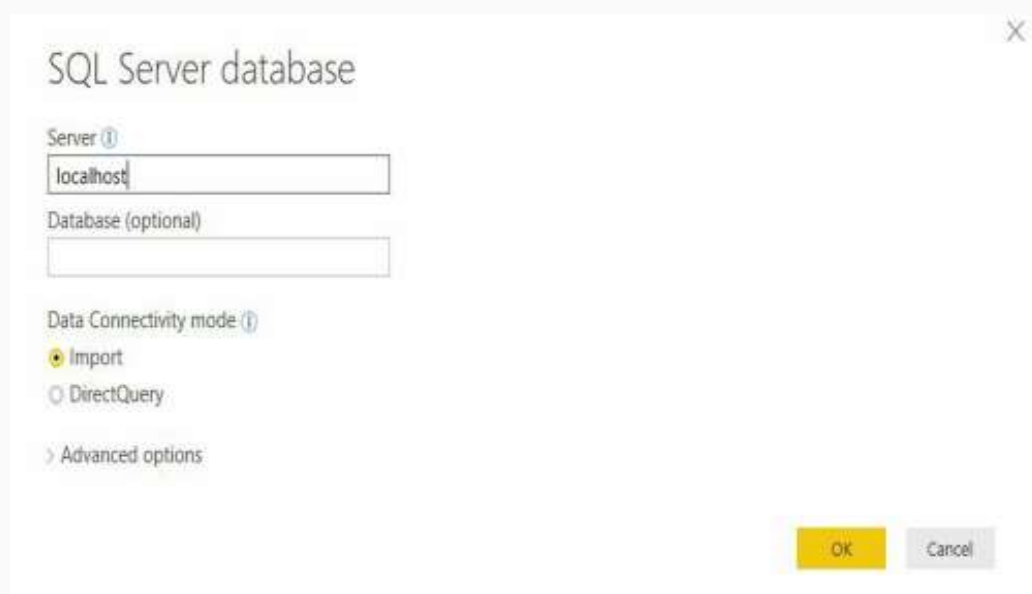 SQL Server database
Server
localhost
Database (optional)
Data Connectivity mode
Import
DirectQuery
Advanced options
OK
Cancel